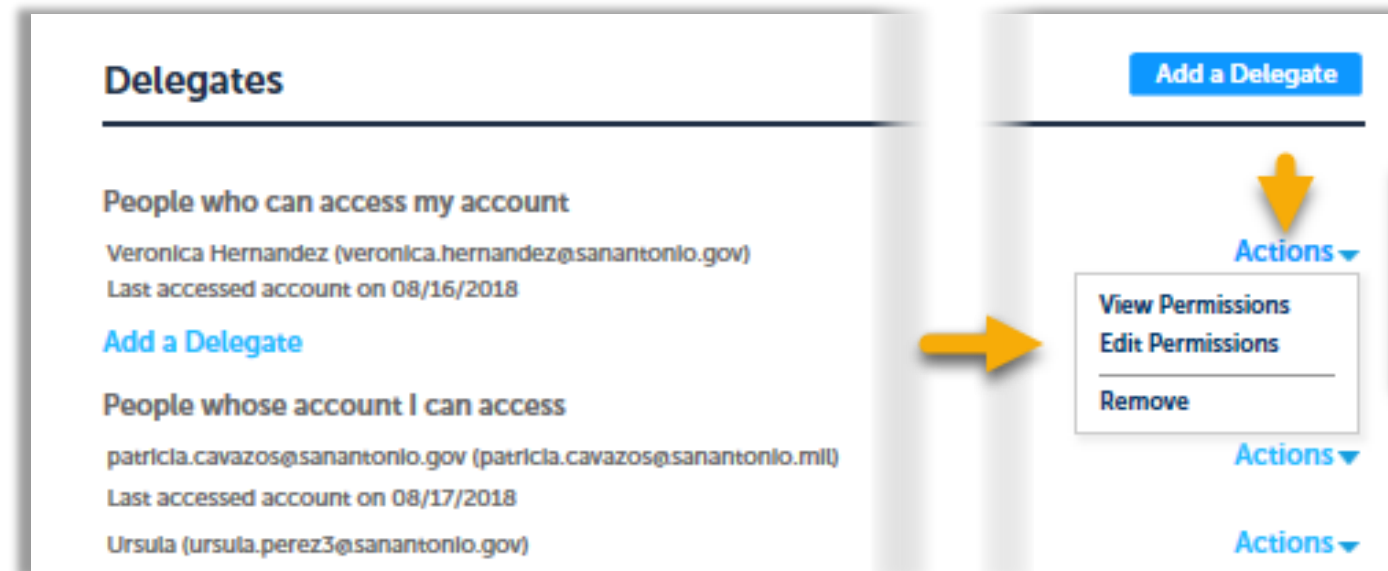 Delegates
Add a Delegate
People who can access my account
Veronica Hernandez (veronica.hernandez@sanantonio.gov)
Actions
Last accessed account on 08/16/2018
View Permissions
Add a Delegate
Edit Permissions
People whose account I can access
Remove
patricia.cavazos@sanantonio.gov (patricia.cavazos@sanantonio.mil)
Actions
Last accessed account on 08/17/2018
Ursula (ursula.perez3@sanantonio.gov)
Actions